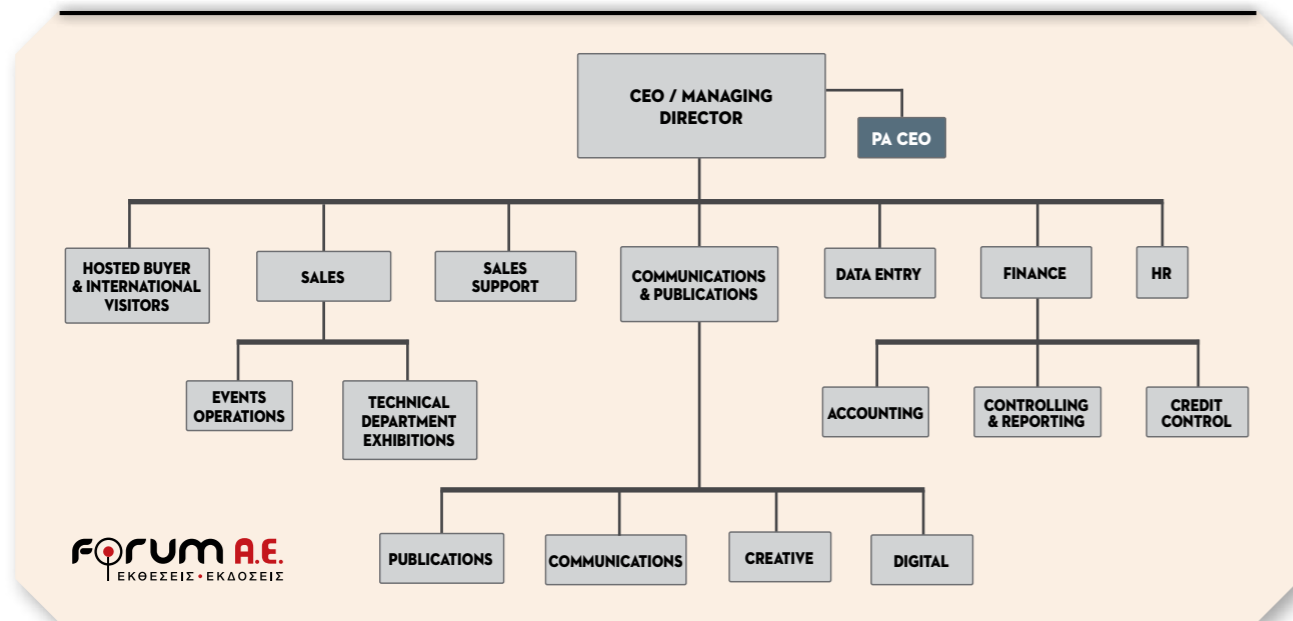 CEO / MANAGING
DIRECTOR
PA CEO
HOSTED BUYER
& INTERNATIONAL
VISITORS
SALES
SALES
SUPPORT
COMMUNICATIONS
& PUBLICATIONS
DATA ENTRY
FINANCE
HR
EVENTS
OPERATIONS
TECHNICAL
DEPARTMENT
EXHIBITIONS
ACCOUNTING
CONTROLLING
& REPORTING
CREDIT
CONTROL
PUBLICATIONS
COMMUNICATIONS
CREATIVE
DIGITAL
FORUM A.E.
ΕΚΘΕΣΕΙΣ • ΕΚΔΟΣΕΙΣ